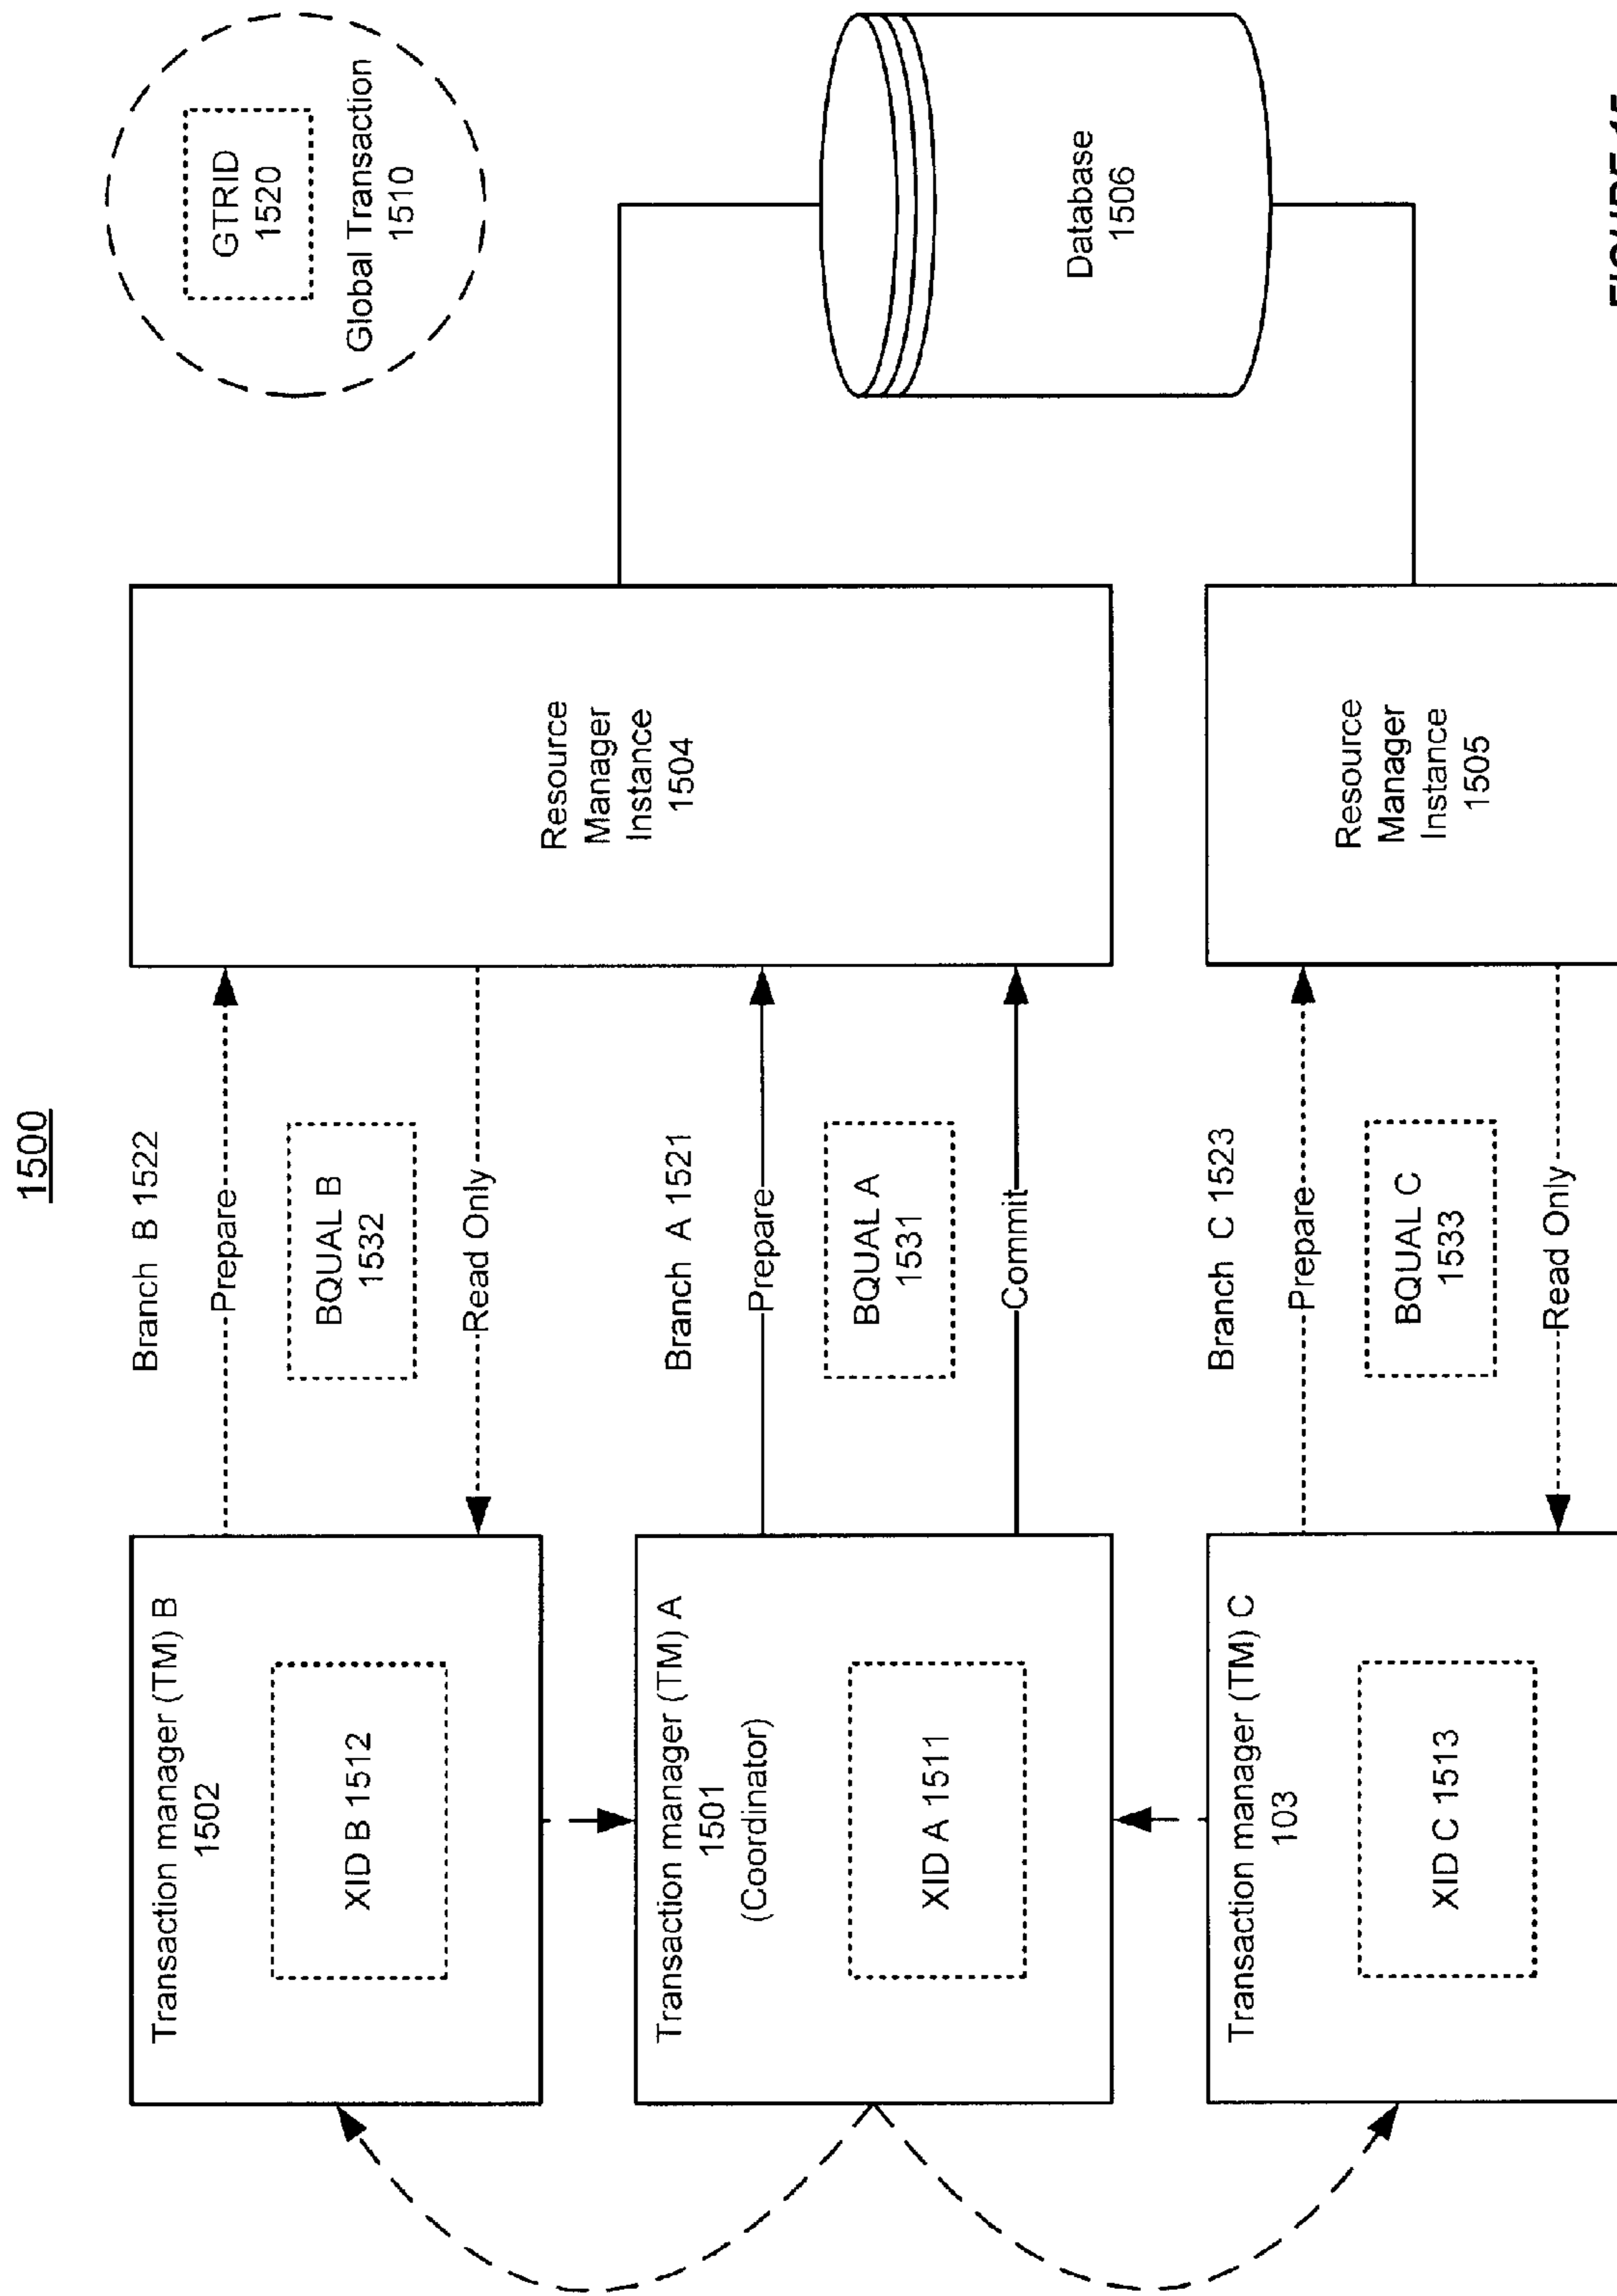 1500
Transaction manager (TM) B
1502
XID B 1512
Branch B 1522
Prepare
BQUAL B
1532
Read Only
GTRID
1520
Global Transaction
1510
Transaction manager (TM) A
1501
(Coordinator)
XID A 1511
Branch A 1521
Prepare
BQUAL A
1531
Commit
Resource
Manager
Instance
1504
Database
1506
Transaction manager (TM) C
103
XID C 1513
Branch C 1523
Prepare
BQUAL C
1533
Read Only
Resource
Manager
Instance
1505
FIGURE 15